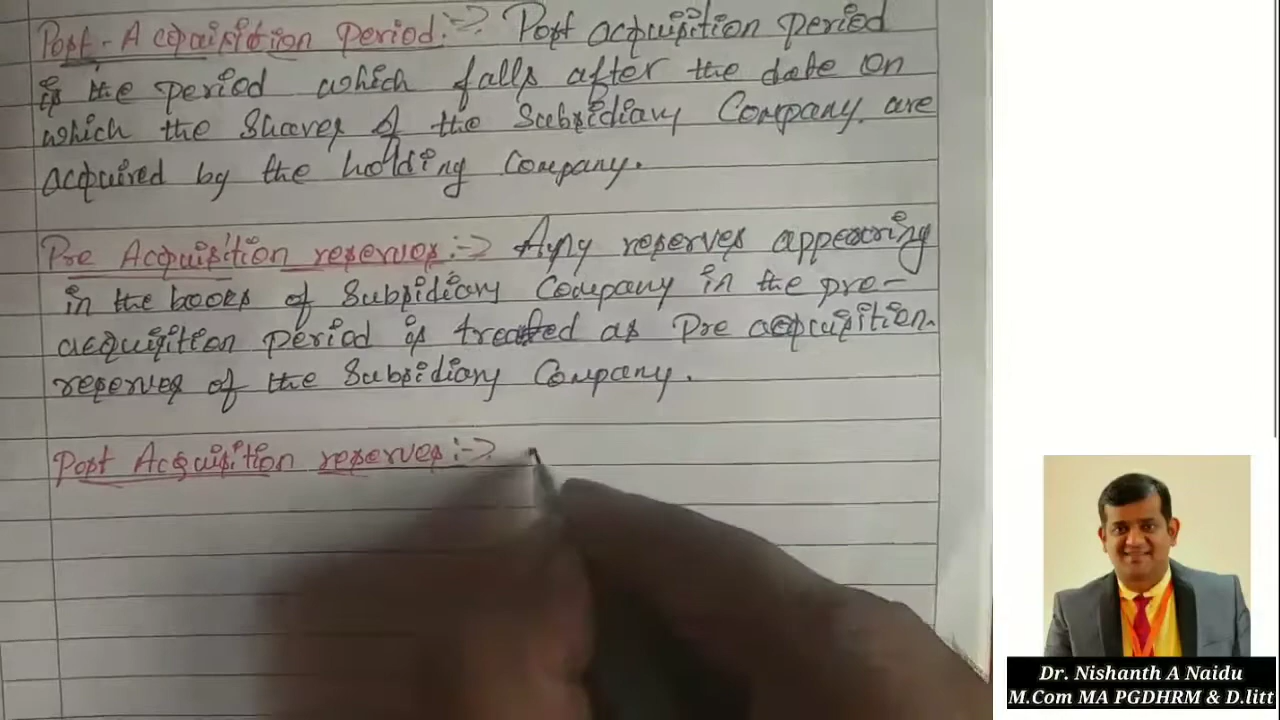 Post-Acquisition period:-> Post acquisition period
is the period which falls after the date on
which the Shares of the Subsidiary Company are
acquired by the holding Company.
Pre Acquisition reserves:-> Any reserves appearing
in the books of Subsidiary Company in the pre-
acquisition period is treated as Pre acquisition
reserves of the Subsidiary Company.
Post Acquisition reserves:->
Dr. Nishanth A Naidu
M.Com MA PGDHRM & D.litt